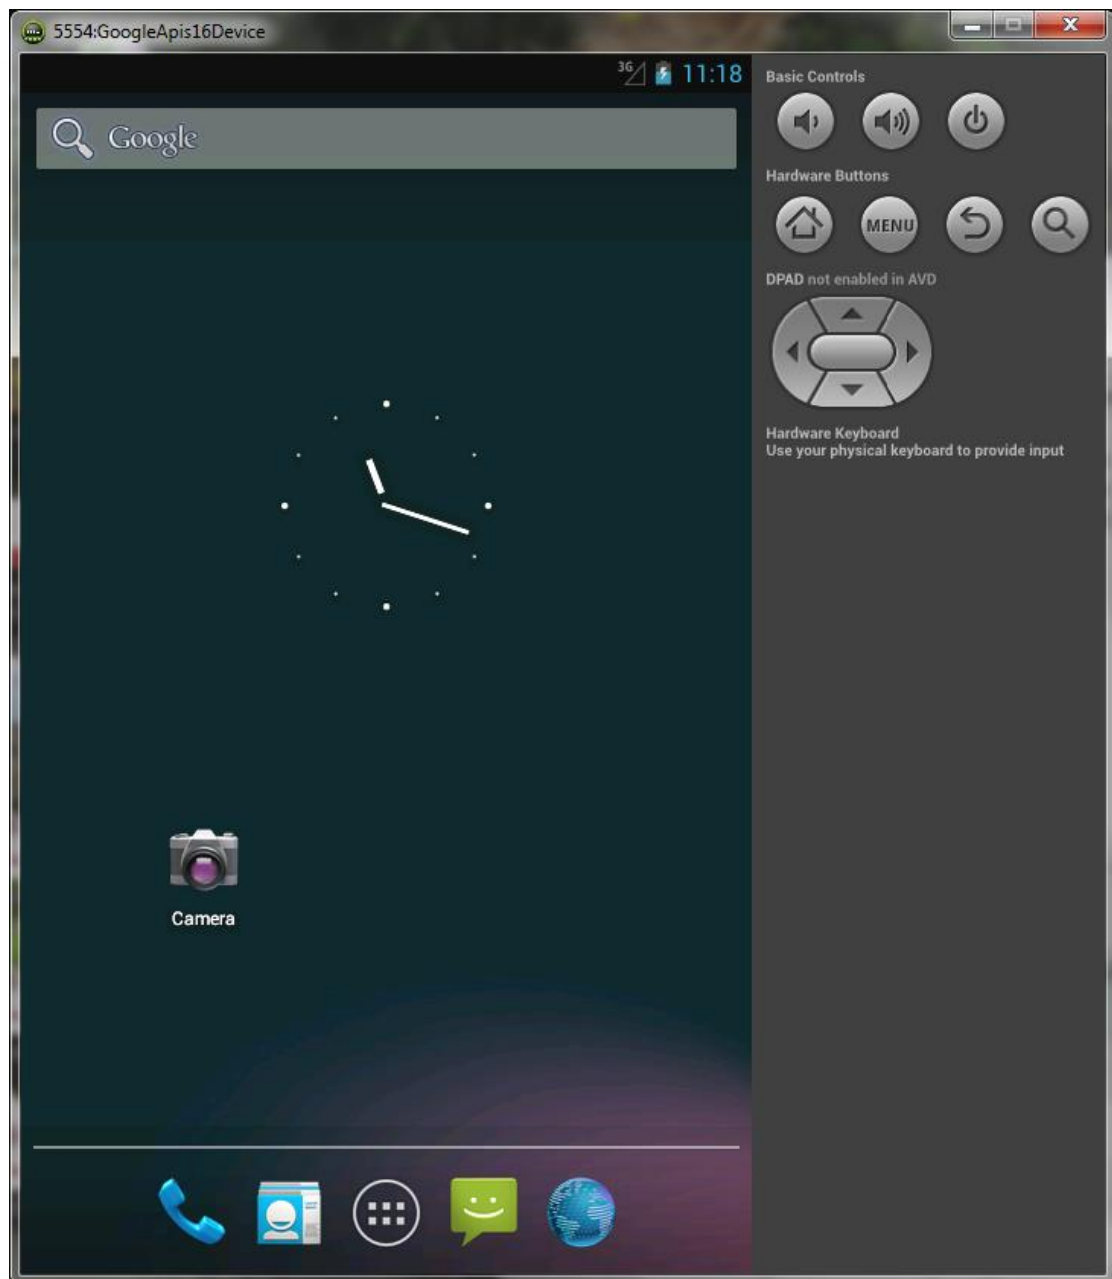 5554:GoogleApis16Device
3G 11:18
Google
Basic Controls
Hardware Buttons
MENU
DPAD not enabled in AVD
Hardware Keyboard
Use your physical keyboard to provide input
Camera